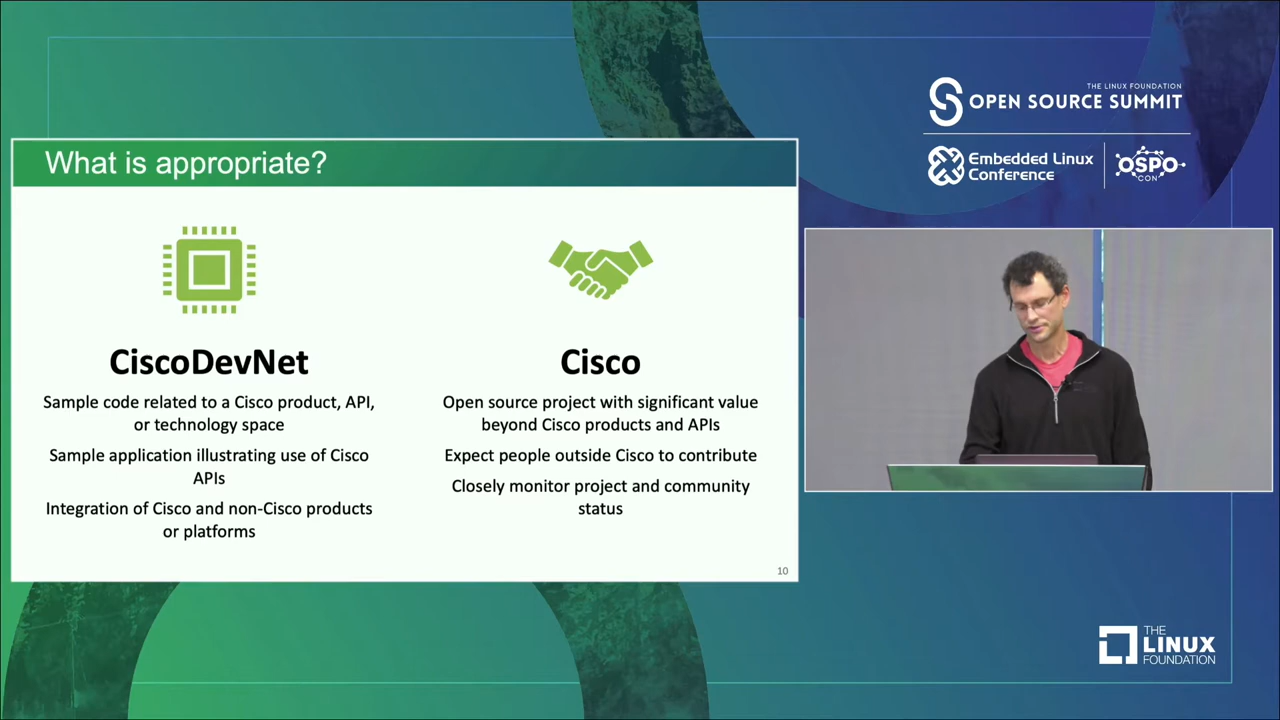 THE LINUX FOUNDATION
OPEN SOURCE SUMMIT
Embedded Linux
Conference
OSPO
CON
What is appropriate?
CiscoDevNet
Sample code related to a Cisco product, API,
or technology space
Sample application illustrating use of Cisco
APIs
Integration of Cisco and non-Cisco products
or platforms
Cisco
Open source project with significant value
beyond Cisco products and APIs
Expect people outside Cisco to contribute
Closely monitor project and community
status
10
THE
LINUX
FOUNDATION